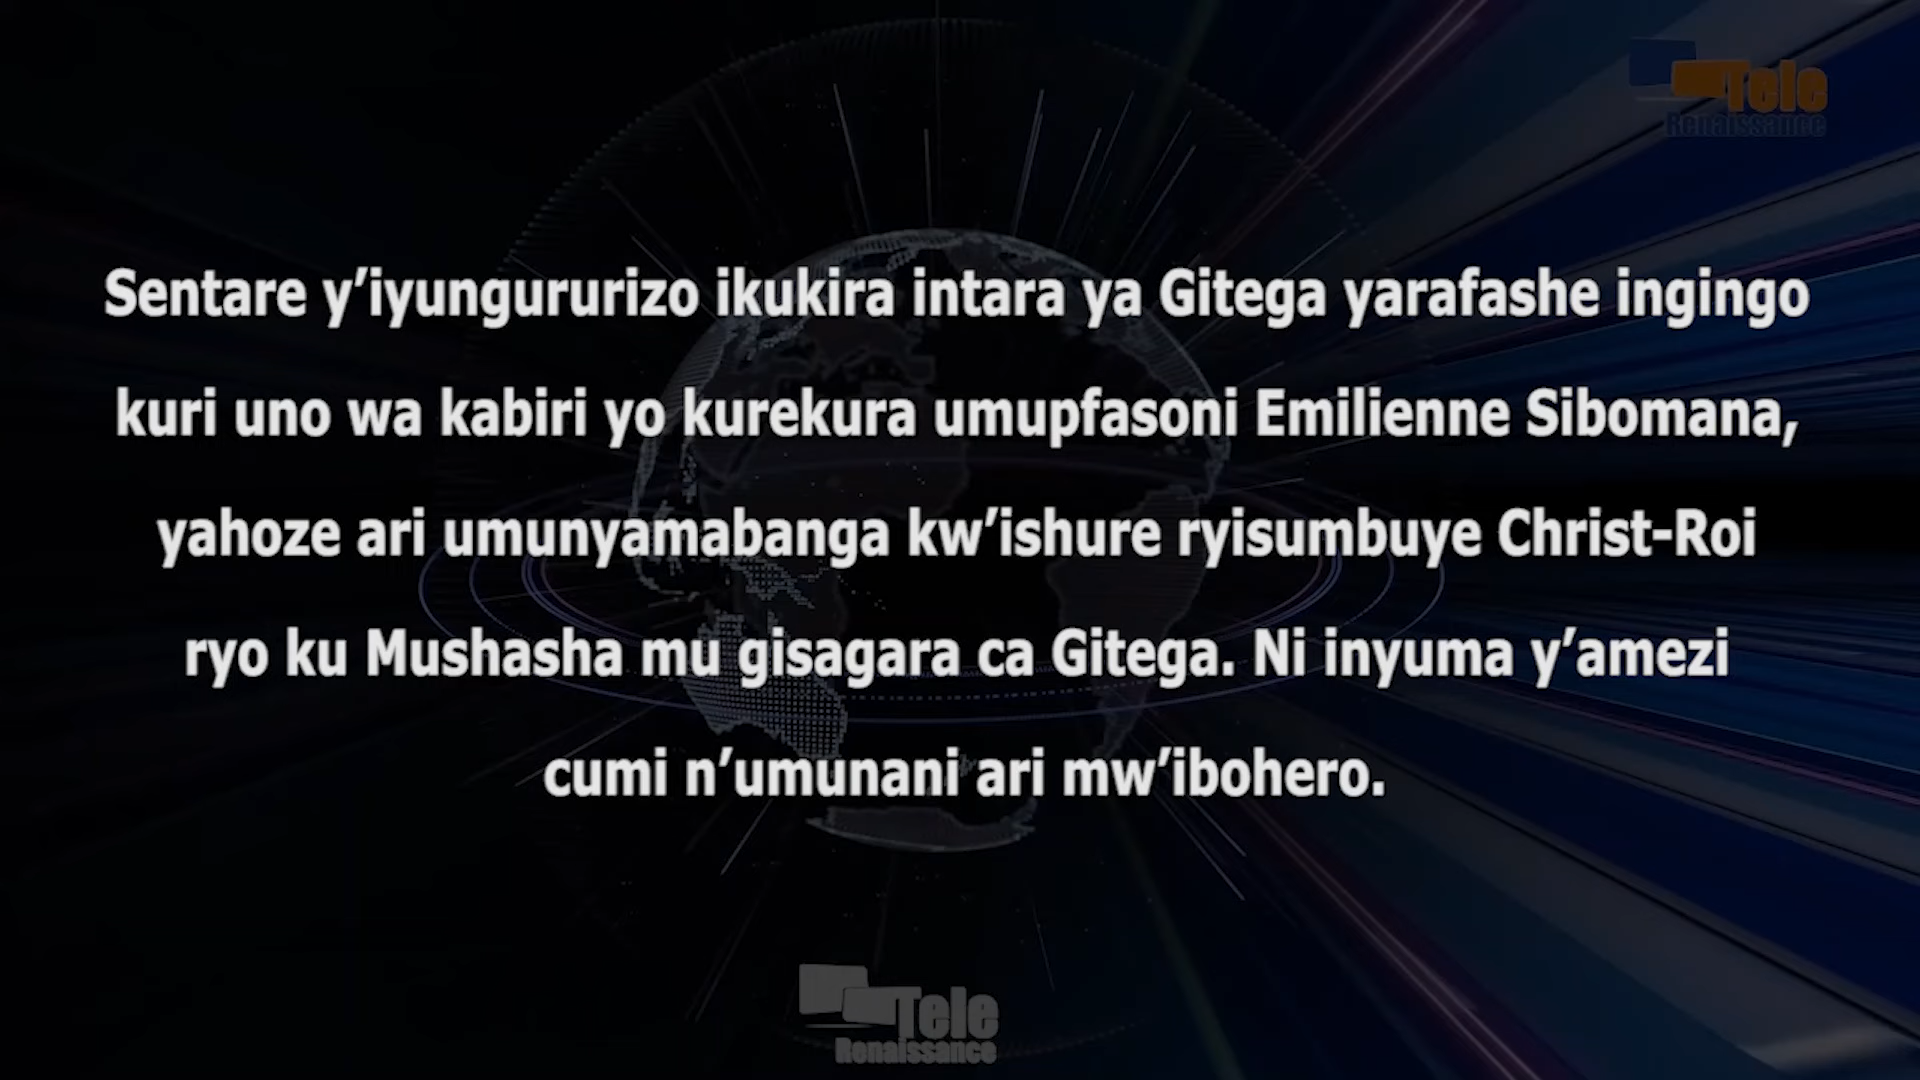 Tele
Renaissance
Sentare y’iyungururizo ikukira intara ya Gitega yarafashe ingingo
kuri uno wa kabiri yo kurekura umupfasoni Emilienne Sibomana,
yahoze ari umunyamabanga kw’ishure ryisumbuye Christ-Roi
ryo ku Mushasha mu gisagara ca Gitega. Ni inyuma y’amezi
cumi n’umunani ari mw’ibohero.
Tele
Renaissance